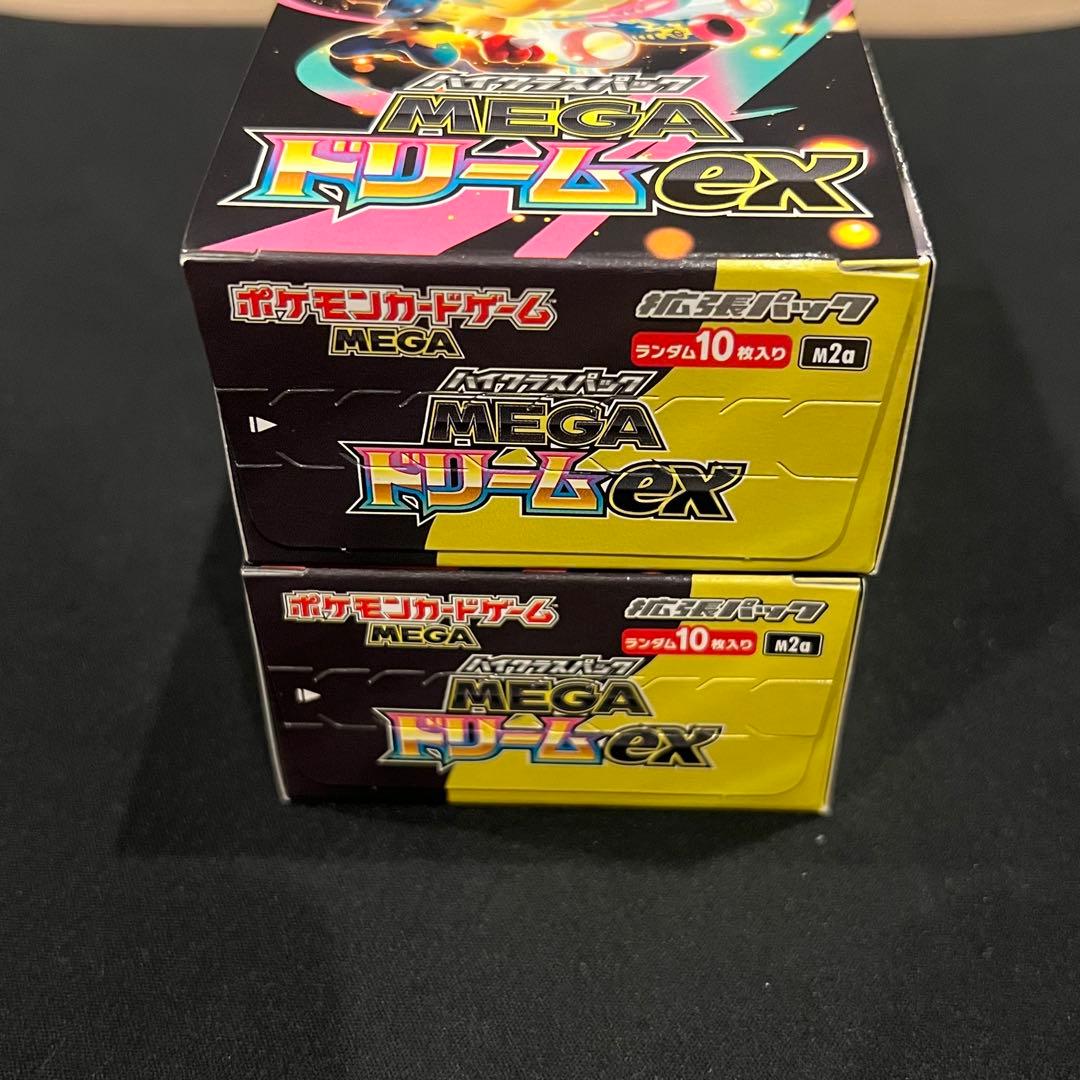 ハイクラスパック
MEGA
ドリームex
ポケモンカードゲーム
MEGA
拡張パック
ランダム10枚入り M2a
ハイクラスパック
MEGA
ドリームex
ポケモンカードゲーム
MEGA
拡張パック
ランダム10枚入り M2a
ハイクラスパック
MEGA
ドリームex